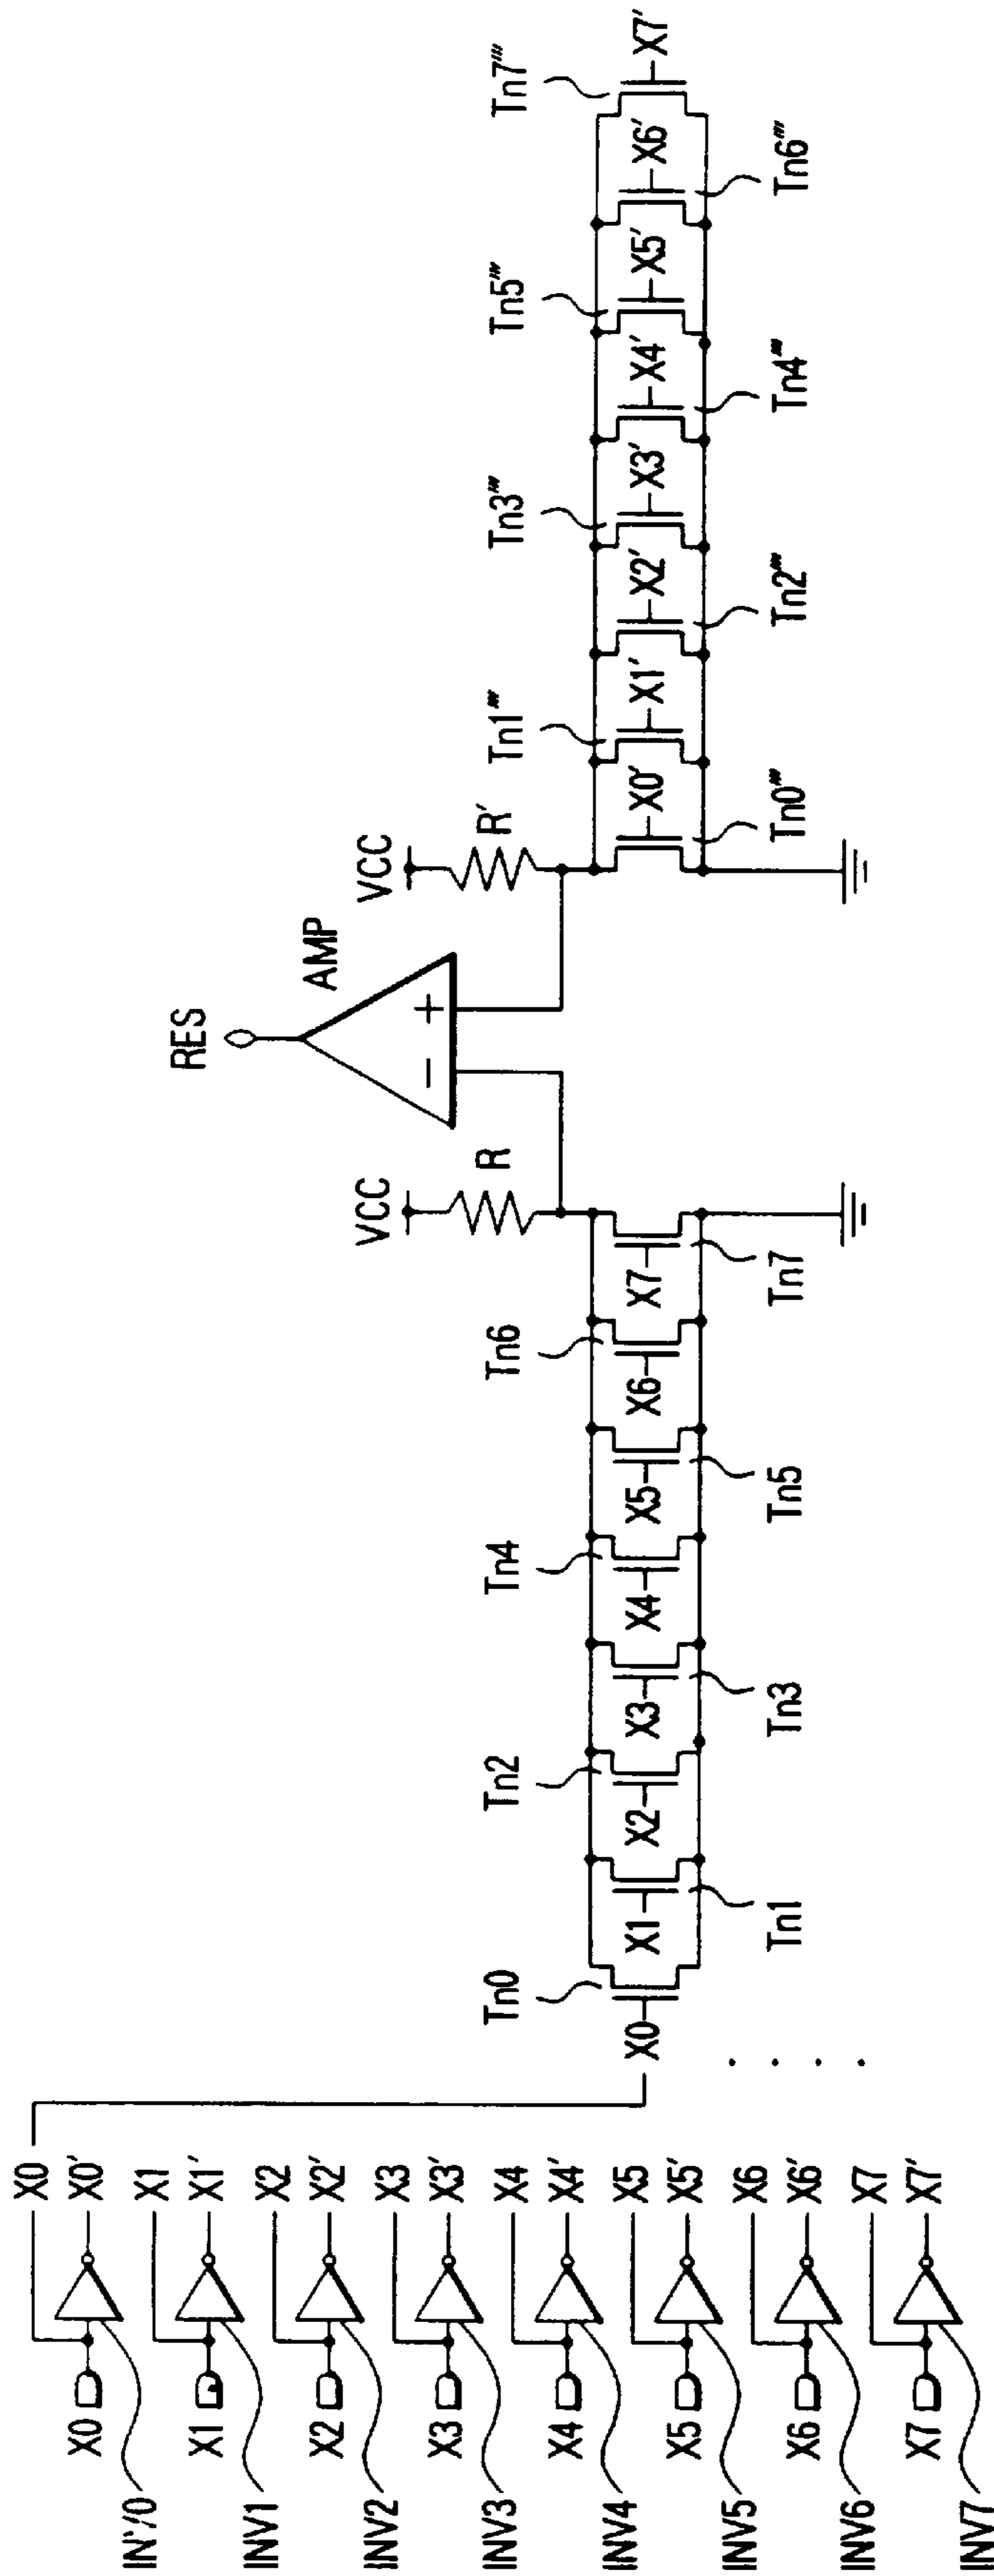 RES
AMP
VCC
VCC
R
R'
−
+
Tn0
Tn2
Tn4
Tn6
Tn1'''
Tn3'''
Tn5'''
Tn7'''
X0
X1
X2
X3
X4
X5
X6
X7
X0'
X1'
X2'
X3'
X4'
X5'
X6'
X7'
Tn1
Tn3
Tn5
Tn7
Tn0'''
Tn2'''
Tn4'''
Tn6'''
X0
X0
X0'
INV0
X1
X1
X1'
INV1
X2
X2
X2'
INV2
X3
X3
X3'
INV3
X4
X4
X4'
INV4
X5
X5
X5'
INV5
X6
X6
X6'
INV6
X7
X7
X7'
INV7